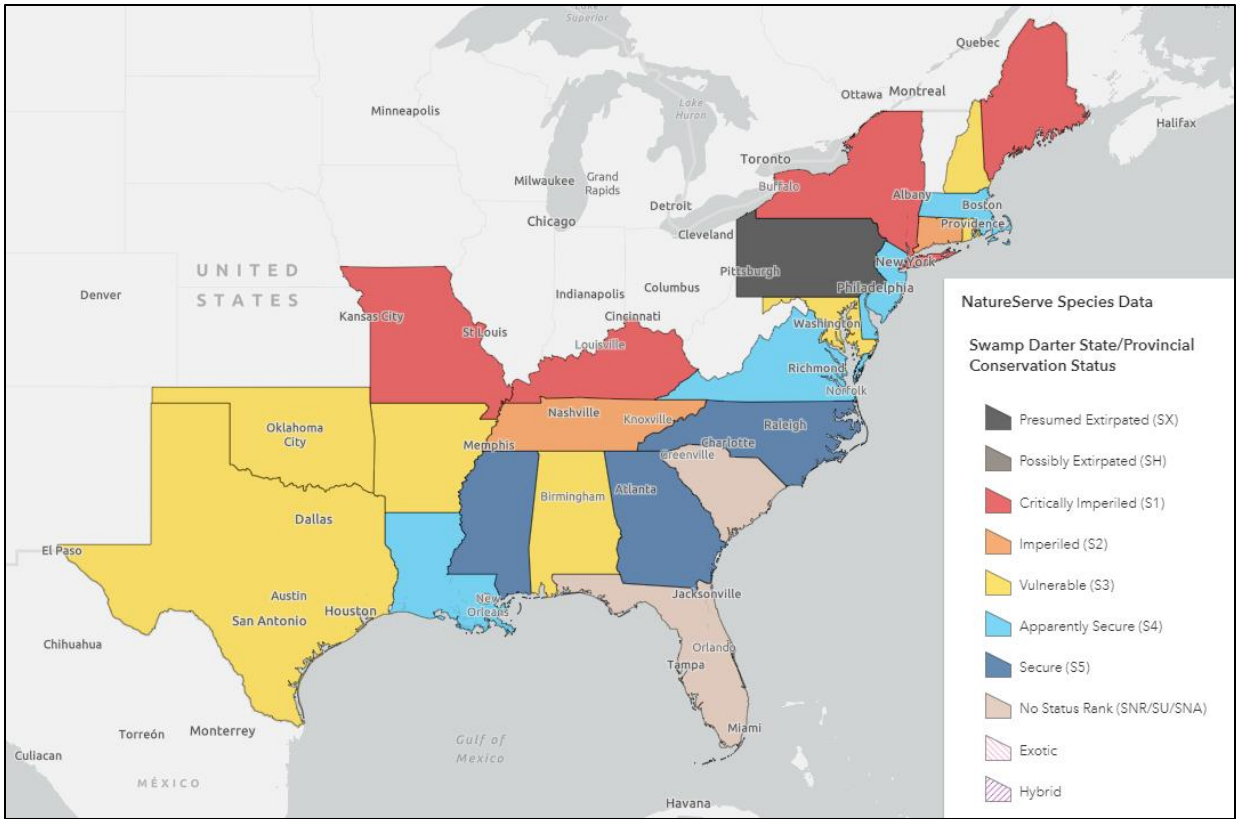 Lake
Superior
Quebec
Ottawa
Montreal
Minneapolis
Lake
Huron
Halifax
Toronto
Milwaukee
Grand
Rapids
Buffalo
Albany
Detroit
Boston
Chicago
Cleveland
Providence
UNITED
STATES
Pittsburgh
New York
Denver
Indianapolis
Columbus
Philadelphia
Kansas City
St Louis
Cincinnati
Washington
Louisville
Richmond
Norfolk
Nashville
Knoxville
Raleigh
Oklahoma
City
Memphis
Charlotte
Greenville
Birmingham
Atlanta
Dallas
El Paso
Austin
Houston
San Antonio
New
Orleans
Jacksonville
Chihuahua
Orlando
Tampa
Torreón
Monterrey
Miami
Culiacan
Gulf of
Mexico
MÉXICO
Havana
NatureServe Species Data
Swamp Darter State/Provincial
Conservation Status
Presumed Extirpated (SX)
Possibly Extirpated (SH)
Critically Imperiled (S1)
Imperiled (S2)
Vulnerable (S3)
Apparently Secure (S4)
Secure (S5)
No Status Rank (SNR/SU/SNA)
Exotic
Hybrid